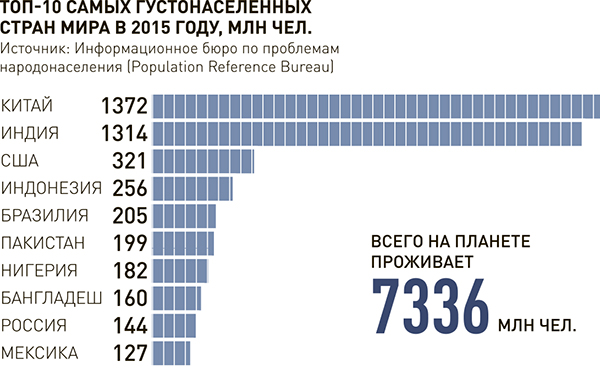 ТОП-10 САМЫХ ГУСТОНАСЕЛЕННЫХ
СТРАН МИРА В 2015 ГОДУ, МЛН ЧЕЛ.
Источник: Информационное бюро по проблемам
народонаселения (Population Reference Bureau)
КИТАЙ 1372
ИНДИЯ 1314
США 321
ИНДОНЕЗИЯ 256
БРАЗИЛИЯ 205
ПАКИСТАН 199
НИГЕРИЯ 182
БАНГЛАДЕШ 160
РОССИЯ 144
МЕКСИКА 127
ВСЕГО НА ПЛАНЕТЕ
ПРОЖИВАЕТ
7336 МЛН ЧЕЛ.